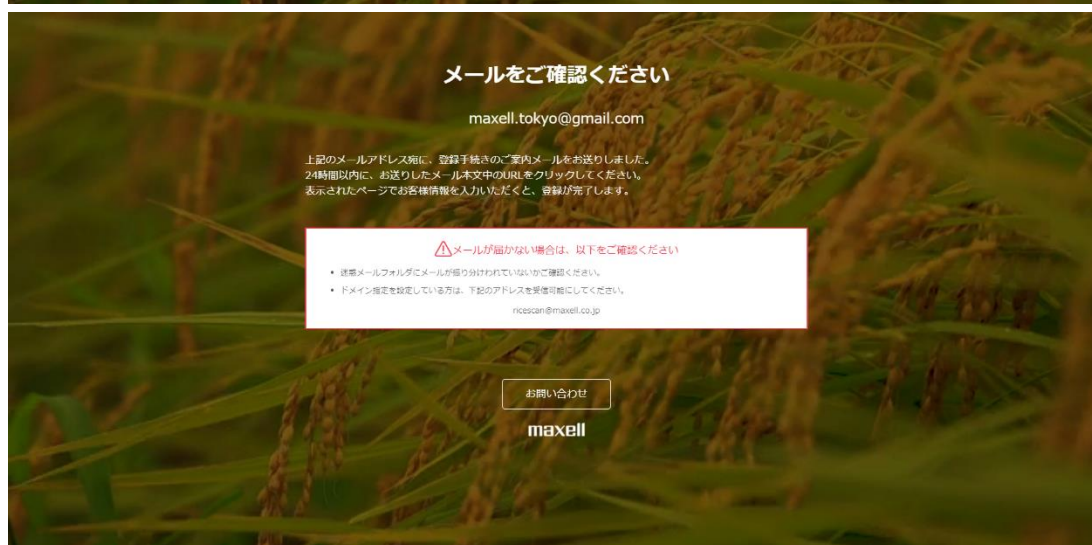 メールをご確認ください
maxell.tokyo@gmail.com
上記のメールアドレス宛に、登録手続きのご案内メールをお送りしました。
24時間以内に、お送りしたメール本文中のURLをクリックしてください。
表示されたページでお客様情報を入力いただくと、登録が完了します。
メールが届かない場合は、以下をご確認ください
• 迷惑メールフォルダにメールが振り分けわれていないかご確認ください。
• ドメイン指定を設定している方は、下記のアドレスを受信可能にしてください。
ricescan@maxell.co.jp
お問い合わせ
maxell